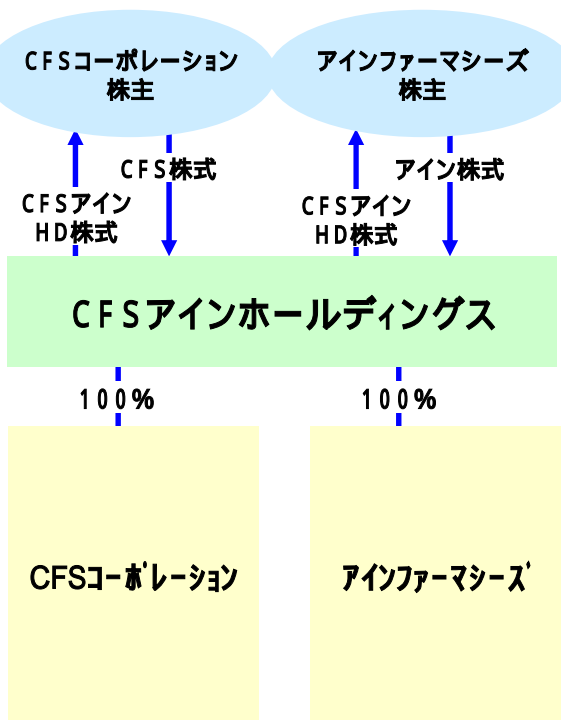 CFSコーポレーション
株主
アインファーマシーズ
株主
CFS株式
アイン株式
CFSアイン
HD株式
CFSアイン
HD株式
CFSアインホールディングス
100%
100%
CFSコーポレーション
アインファーマシーズ